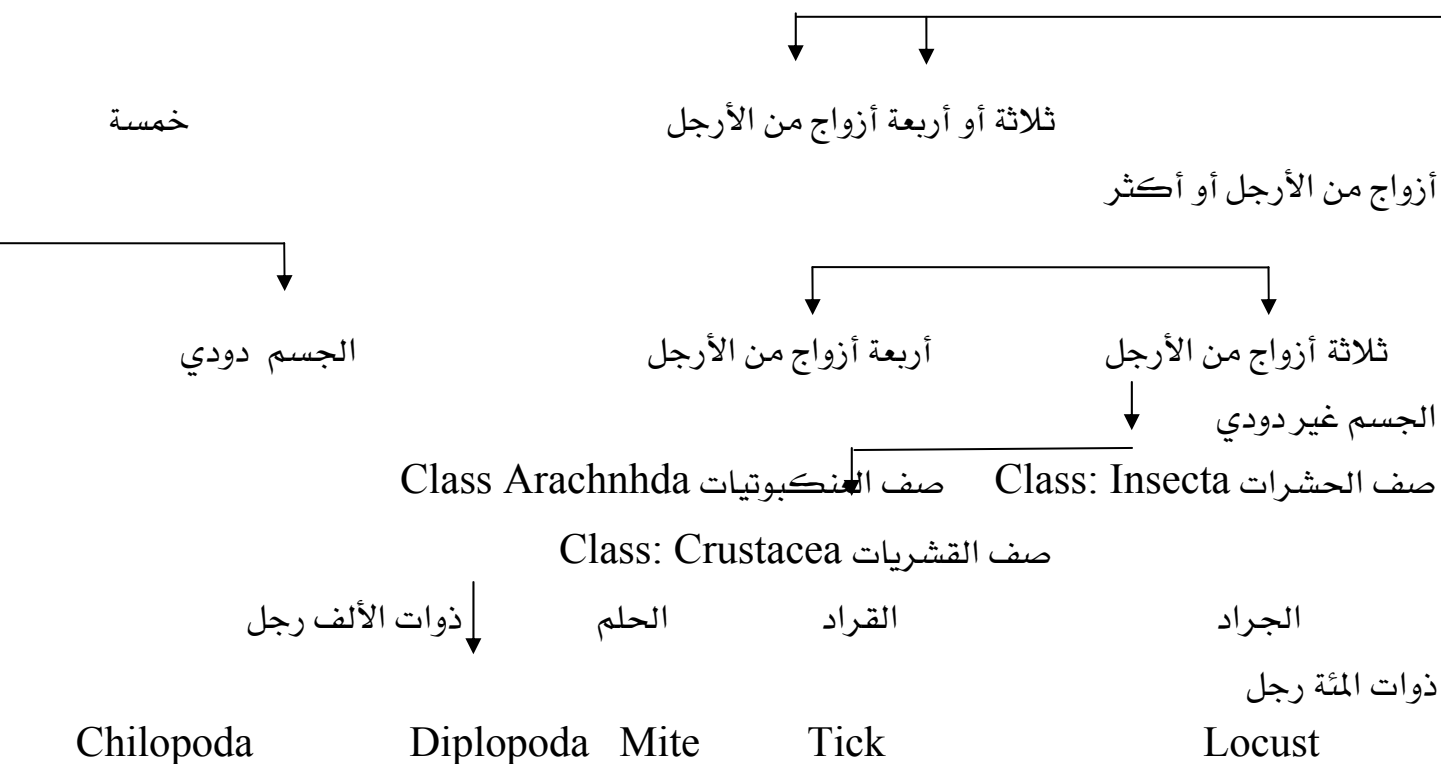 ثلاثة أو أربعة أزواج من الأرجل خمسة
أزواج من الأرجل أو أكثر
ثلاثة أزواج من الأرجل أربعة أزواج من الأرجل الجسم دودي
الجسم غير دودي
صف الحشرات Class: Insecta صف العنكبوتيات Class Arachnhda
صف القشريات Class: Crustacea
الجراد القراد الحلم ذوات الألف رجل
ذوات المئة رجل
Chilopoda Diplopoda Mite Tick Locust